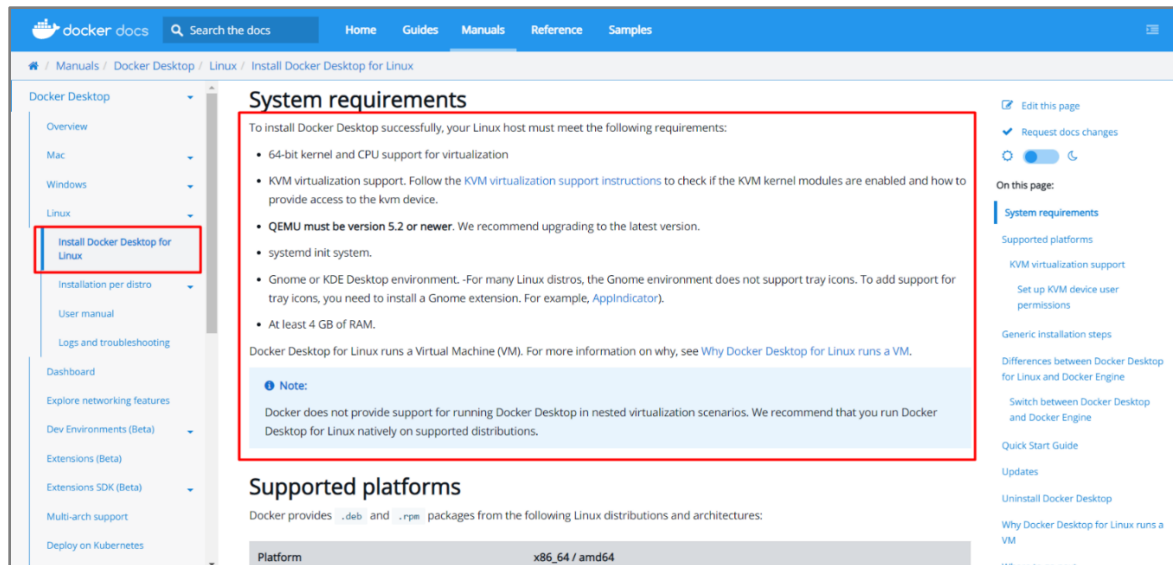 docker docs
Search the docs
Home
Guides
Manuals
Reference
Samples
/ Manuals / Docker Desktop / Linux / Install Docker Desktop for Linux
Docker Desktop
Overview
Mac
Windows
Linux
Install Docker Desktop for
Linux
Installation per distro
User manual
Logs and troubleshooting
Dashboard
Explore networking features
Dev Environments (Beta)
Extensions (Beta)
Extensions SDK (Beta)
Multi-arch support
Deploy on Kubernetes
System requirements
To install Docker Desktop successfully, your Linux host must meet the following requirements:
• 64-bit kernel and CPU support for virtualization
• KVM virtualization support. Follow the KVM virtualization support instructions to check if the KVM kernel modules are enabled and how to
provide access to the kvm device.
• QEMU must be version 5.2 or newer. We recommend upgrading to the latest version.
• systemd init system.
• Gnome or KDE Desktop environment. -For many Linux distros, the Gnome environment does not support tray icons. To add support for
tray icons, you need to install a Gnome extension. For example, AppIndicator).
• At least 4 GB of RAM.
Docker Desktop for Linux runs a Virtual Machine (VM). For more information on why, see Why Docker Desktop for Linux runs a VM.
Note:
Docker does not provide support for running Docker Desktop in nested virtualization scenarios. We recommend that you run Docker
Desktop for Linux natively on supported distributions.
Supported platforms
Docker provides .deb and .rpm packages from the following Linux distributions and architectures:
Platform
x86_64 / amd64
Edit this page
Request docs changes
On this page:
System requirements
Supported platforms
KVM virtualization support
Set up KVM device user
permissions
Generic installation steps
Differences between Docker Desktop
for Linux and Docker Engine
Switch between Docker Desktop
and Docker Engine
Quick Start Guide
Updates
Uninstall Docker Desktop
Why Docker Desktop for Linux runs a
VM